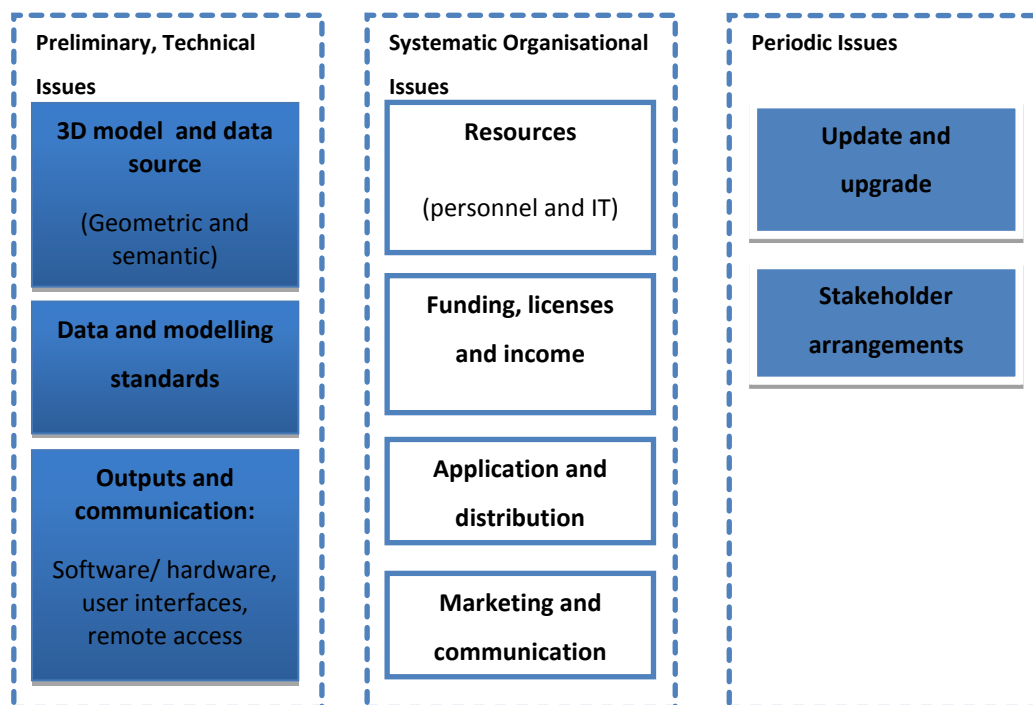 Preliminary, Technical
Issues
3D model and data
source
(Geometric and
semantic)
Data and modelling
standards
Outputs and
communication:
Software/ hardware,
user interfaces,
remote access
Systematic Organisational
Issues
Resources
(personnel and IT)
Funding, licenses
and income
Application and
distribution
Marketing and
communication
Periodic Issues
Update and
upgrade
Stakeholder
arrangements